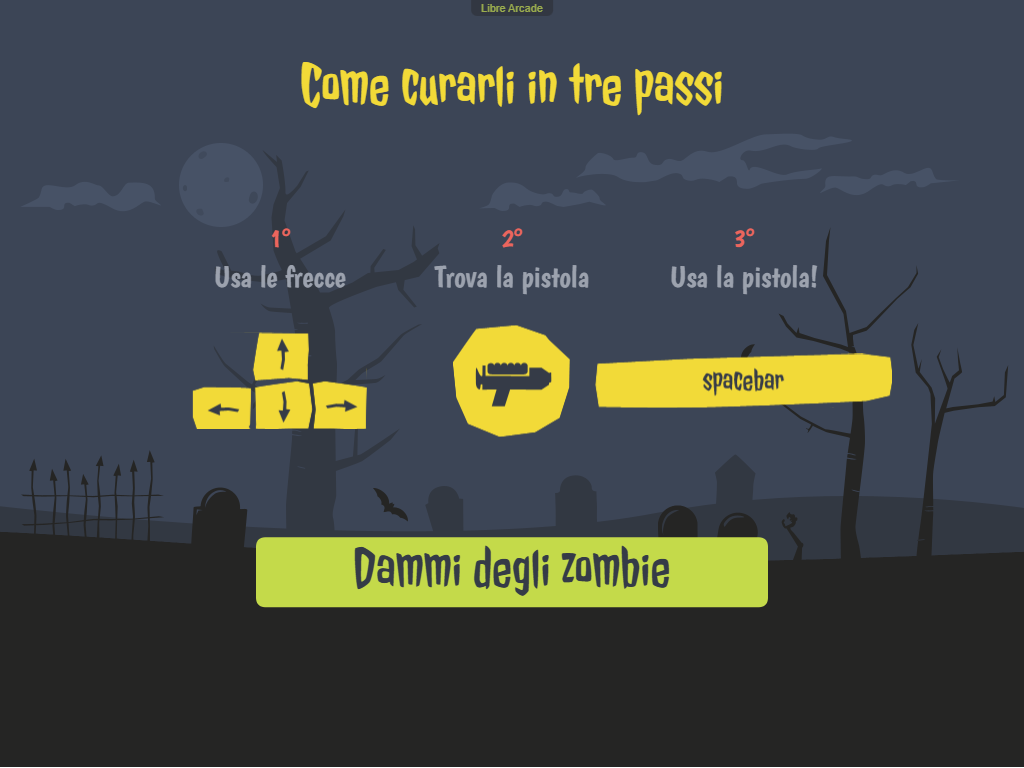 Libre Arcade
Come curarli in tre passi
1°
Usa le frecce
2°
Trova la pistola
3°
Usa la pistola!
spacebar
Dammi degli zombie